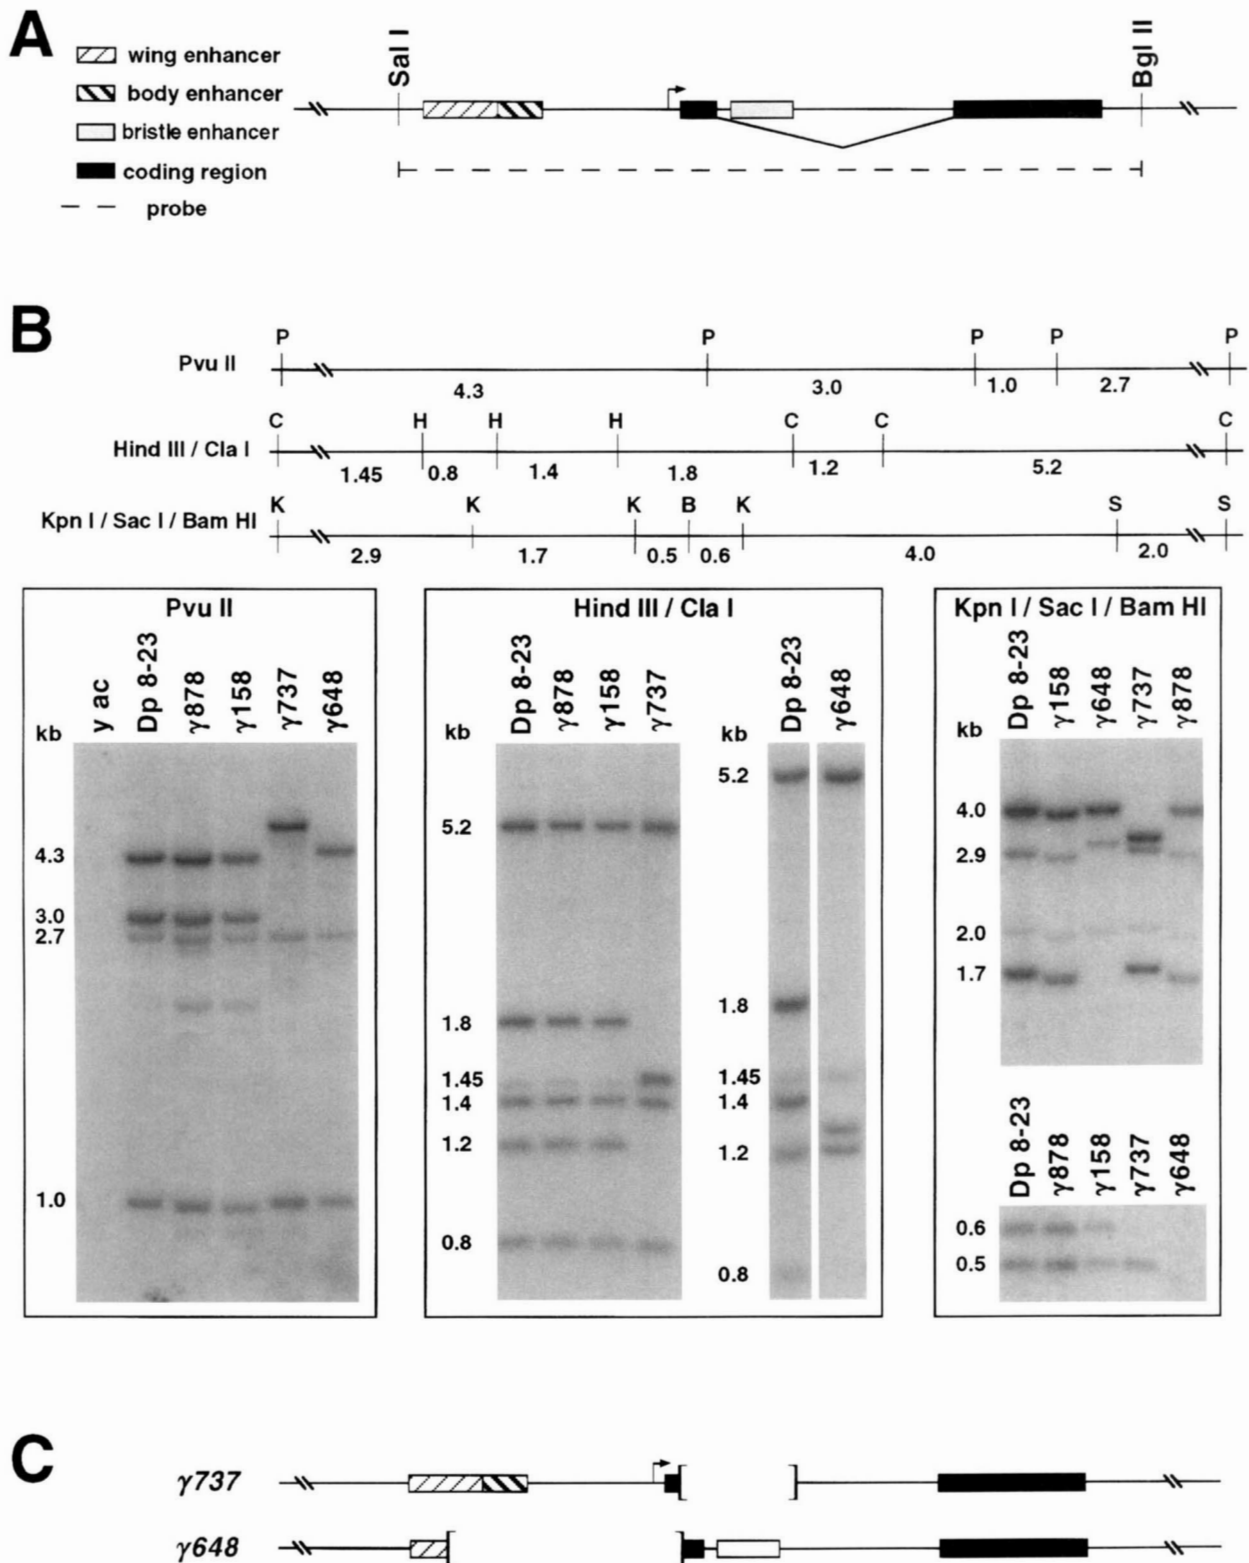 A
wing enhancer
body enhancer
bristle enhancer
coding region
probe
Sal I
Bgl II
B
Pvu II
P P P P P
4.3 3.0 1.0 2.7
Hind III / Cla I
C H H H C C C
1.45 0.8 1.4 1.8 1.2 5.2
Kpn I / Sac I / Bam HI
K K K B K S S
2.9 1.7 0.5 0.6 4.0 2.0
Pvu II
kb
y ac
Dp 8-23
γ878
γ158
γ737
γ648
4.3
3.0
2.7
1.0
Hind III / Cla I
kb
Dp 8-23
γ878
γ158
γ737
5.2
1.8
1.45
1.4
1.2
0.8
kb
Dp 8-23
γ648
5.2
1.8
1.45
1.4
1.2
0.8
Kpn I / Sac I / Bam HI
kb
Dp 8-23
γ158
γ648
γ737
γ878
4.0
2.9
2.0
1.7
Dp 8-23
γ878
γ158
γ737
γ648
0.6
0.5
C
γ737
γ648